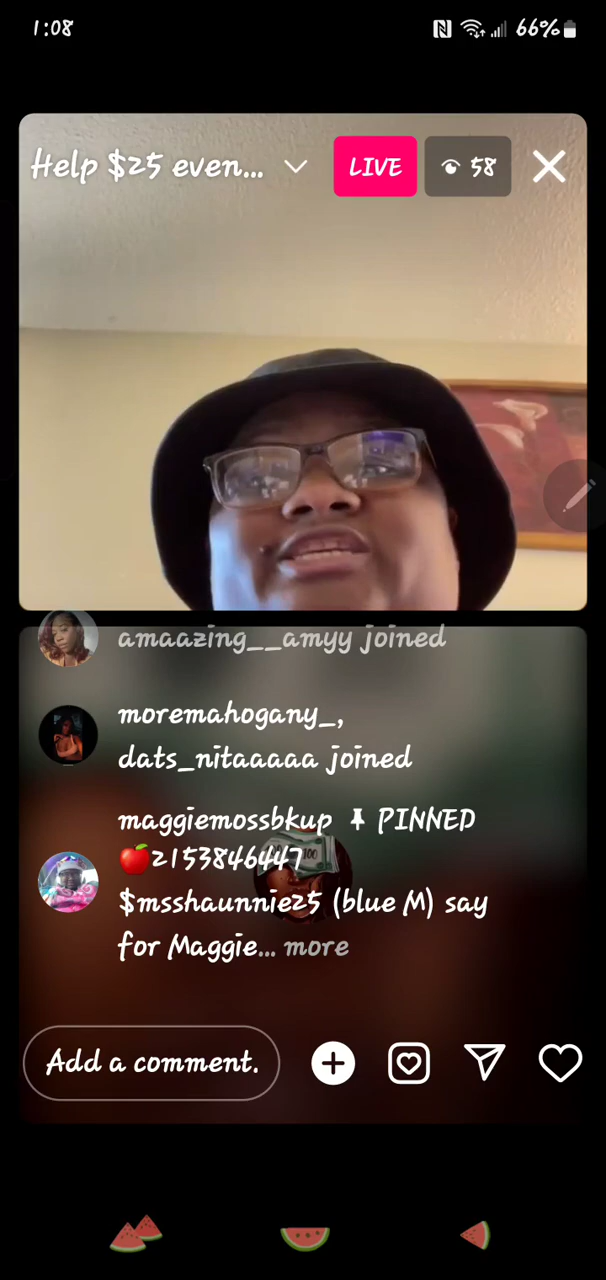 1:08 66%
Help $25 even... LIVE 58
amaazing__amyy joined
moremahogany_,
dats_nitaaaaa joined
maggiemossbkup PINNED
🍎2153846447
$msshaunnie25 (blue M) say
for Maggie... more
100
Add a comment.